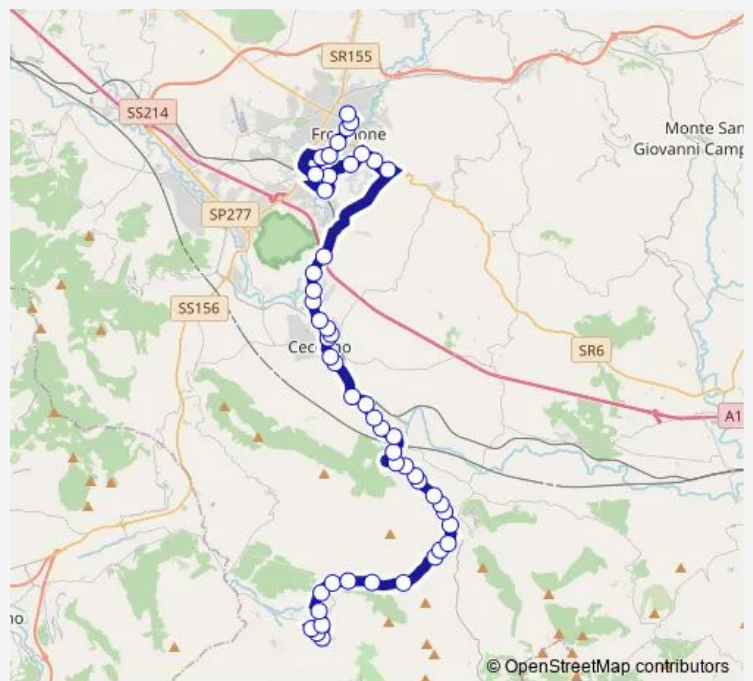 SR155
SS214
Monte San
Giovanni Camp
SP277
SS156
SR6
A1
© OpenStreetMap contributors